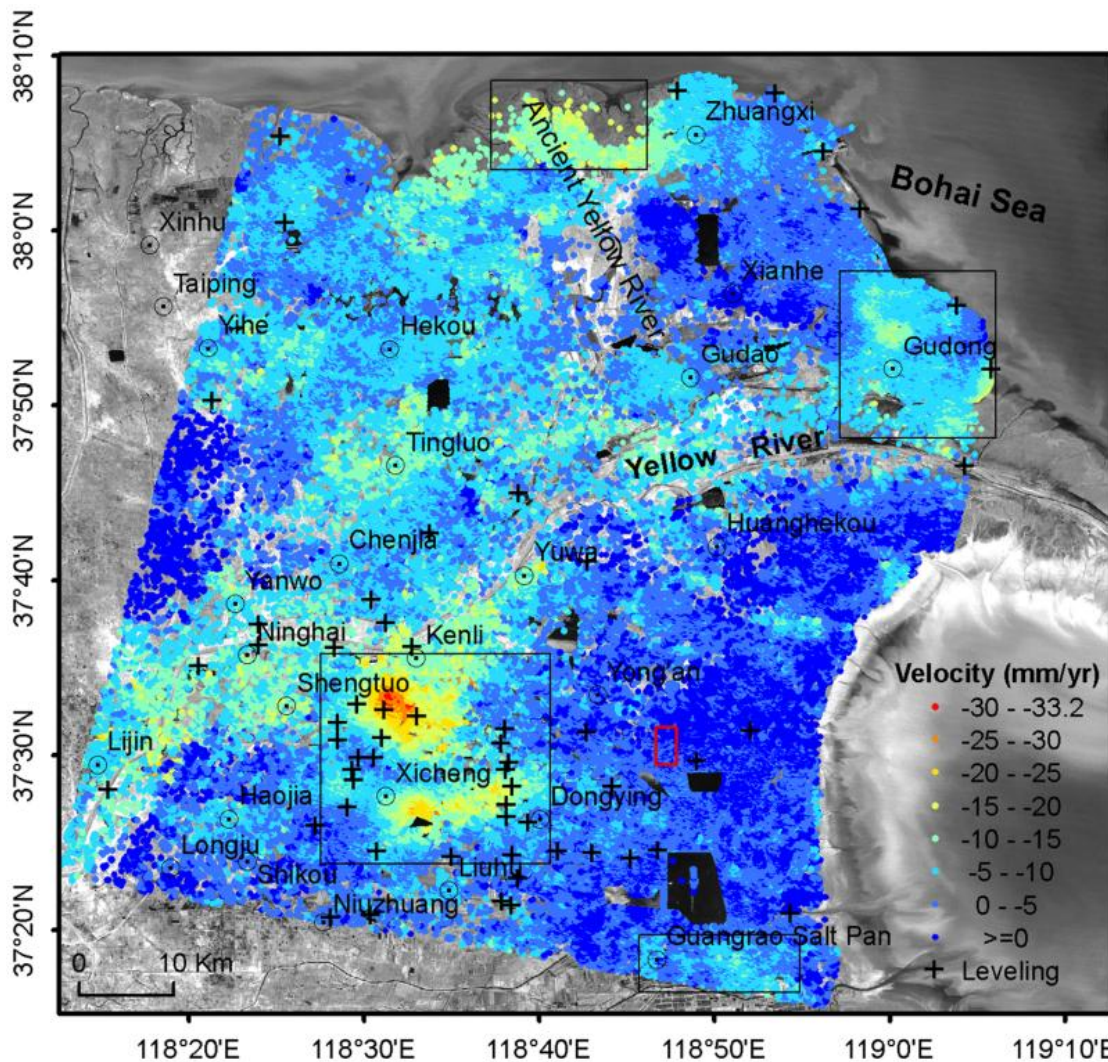 38°10'N
38°0'N
37°50'N
37°40'N
37°30'N
37°20'N
Zhuangxi
Ancient Yellow River
Bohai Sea
Xinhu
Xianhe
Taiping
Yihe
Hekou
Gudao
Gudong
Tingluo
Yellow River
Huanghekou
Chenjia
Yuwa
Yanwo
Ninghai
Kenli
Shengtuo
Yong'an
Lijin
Xicheng
Haojia
Dongying
Longju
Shikou
Liuhu
Niuzhuang
Guangrao Salt Pan
Velocity (mm/yr)
-30 - -33.2
-25 - -30
-20 - -25
-15 - -20
-10 - -15
-5 - -10
0 - -5
>=0
Leveling
0 10 Km
118°20'E 118°30'E 118°40'E 118°50'E 119°0'E 119°10'E